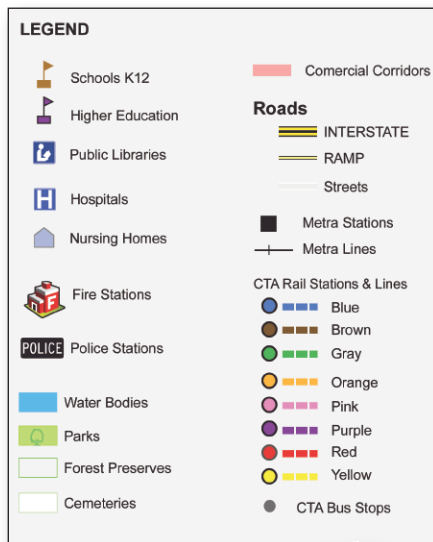 LEGEND
Schools K12
Higher Education
Public Libraries
H Hospitals
Nursing Homes
F Fire Stations
POLICE Police Stations
Water Bodies
Parks
Forest Preserves
Cemeteries
Comercial Corridors
Roads
INTERSTATE
RAMP
Streets
Metra Stations
Metra Lines
CTA Rail Stations & Lines
Blue
Brown
Gray
Orange
Pink
Purple
Red
Yellow
CTA Bus Stops